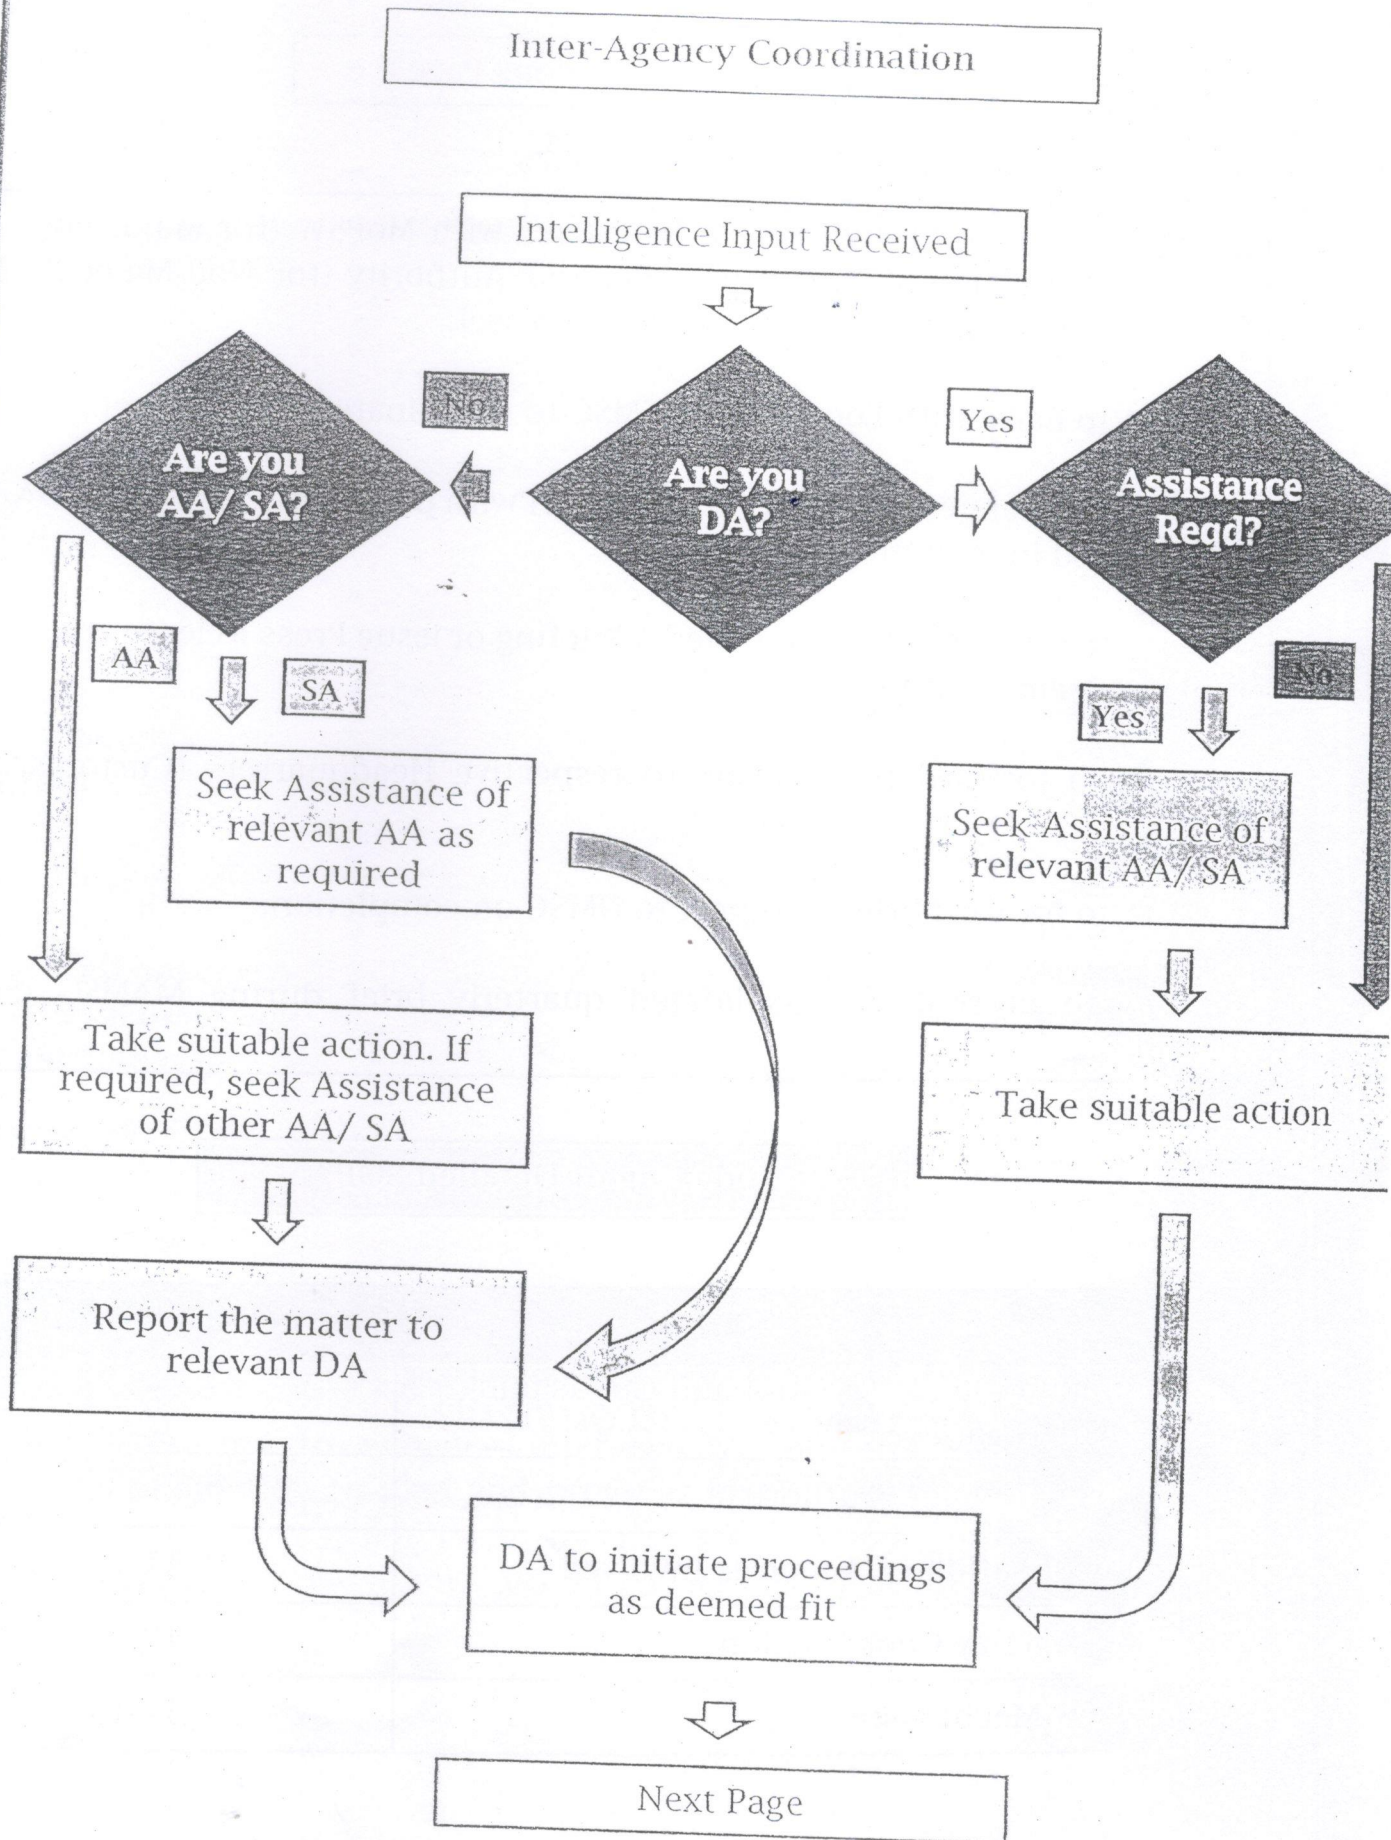 Inter-Agency Coordination
Intelligence Input Received
No
Yes
Are you
AA/ SA?
Are you
DA?
Assistance
Reqd?
AA
SA
Yes
No
Seek Assistance of
relevant AA as
required
Seek Assistance of
relevant AA/ SA
Take suitable action. If
required, seek Assistance
of other AA/ SA
Take suitable action
Report the matter to
relevant DA
DA to initiate proceedings
as deemed fit
Next Page